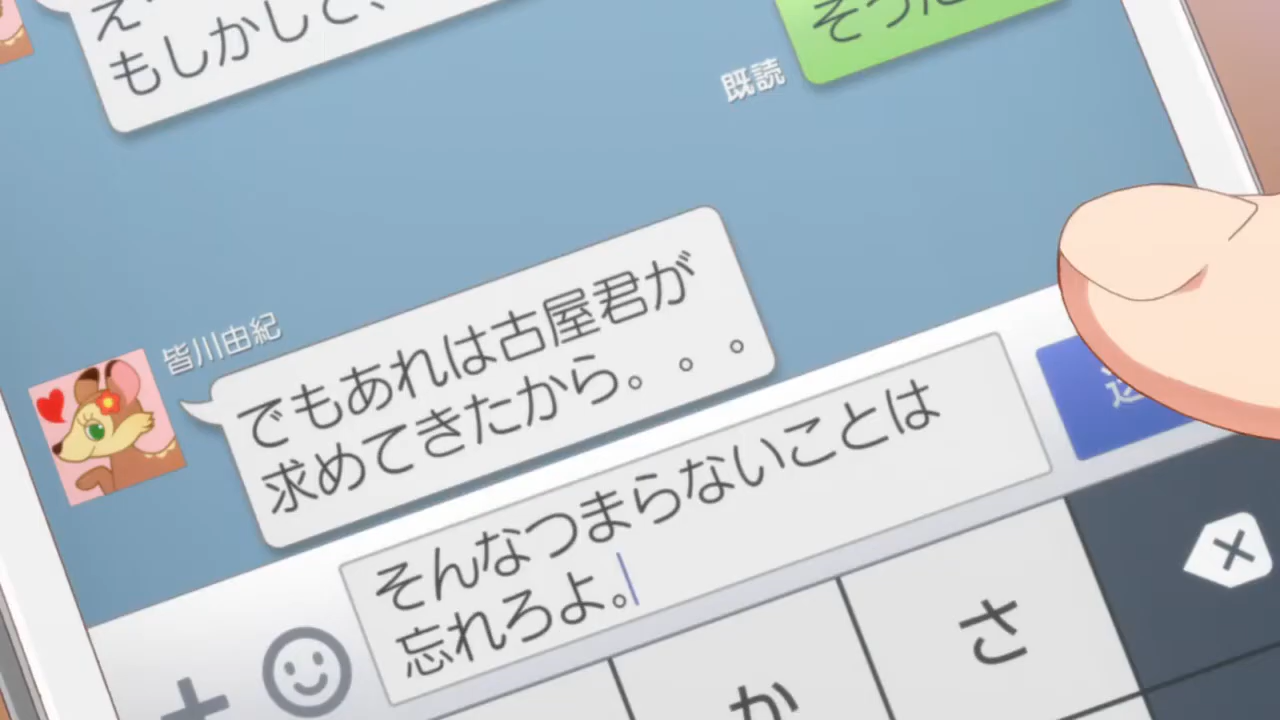 もしかして、
既読
皆川由紀
でもあれは古屋君が
求めてきたから。。。
そんなつまらないことは
忘れろよ。
か
さ